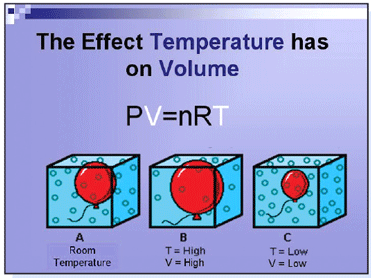 The Effect Temperature has
on Volume
PV=nRT
A
Room
Temperature
B
T = High
V = High
C
T = Low
V = Low